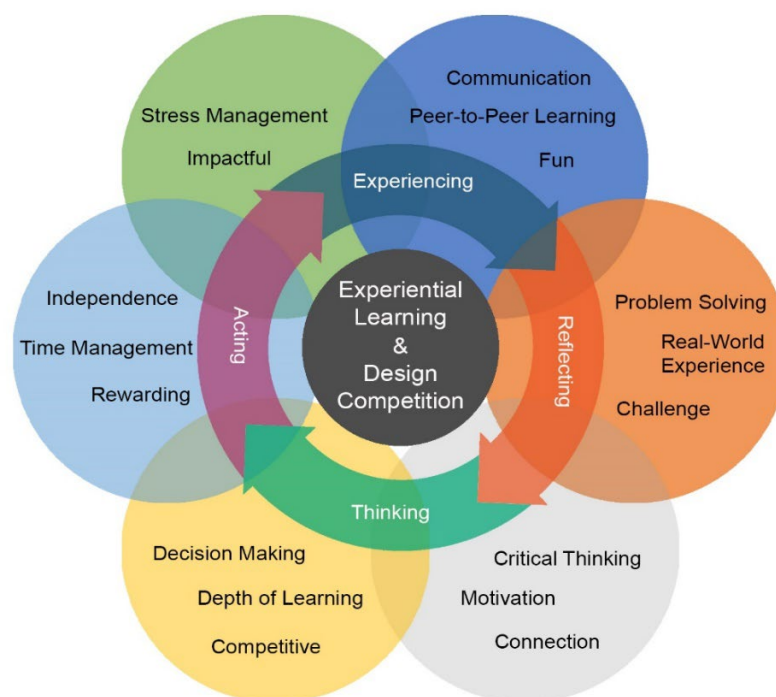 Communication
Peer-to-Peer Learning
Fun
Stress Management
Impactful
Experiencing
Independence
Time Management
Rewarding
Acting
Experiential
Learning
&
Design
Competition
Reflecting
Problem Solving
Real-World
Experience
Challenge
Thinking
Decision Making
Depth of Learning
Competitive
Critical Thinking
Motivation
Connection